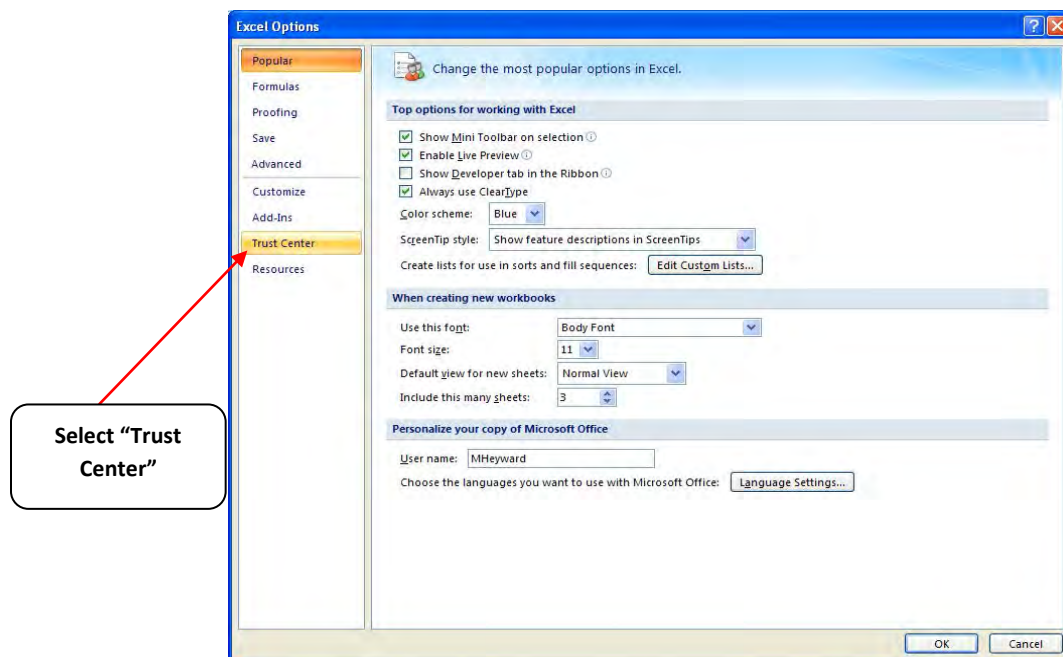 Excel Options
Popular
Formulas
Proofing
Save
Advanced
Customize
Add-Ins
Trust Center
Resources
Change the most popular options in Excel.
Top options for working with Excel
Show Mini Toolbar on selection
Enable Live Preview
Show Developer tab in the Ribbon
Always use ClearType
Color scheme: Blue
ScreenTip style: Show feature descriptions in ScreenTips
Create lists for use in sorts and fill sequences: Edit Custom Lists...
When creating new workbooks
Use this font: Body Font
Font size: 11
Default view for new sheets: Normal View
Include this many sheets: 3
Personalize your copy of Microsoft Office
User name: MHeyward
Choose the languages you want to use with Microsoft Office: Language Settings...
OK Cancel
Select “Trust
Center”